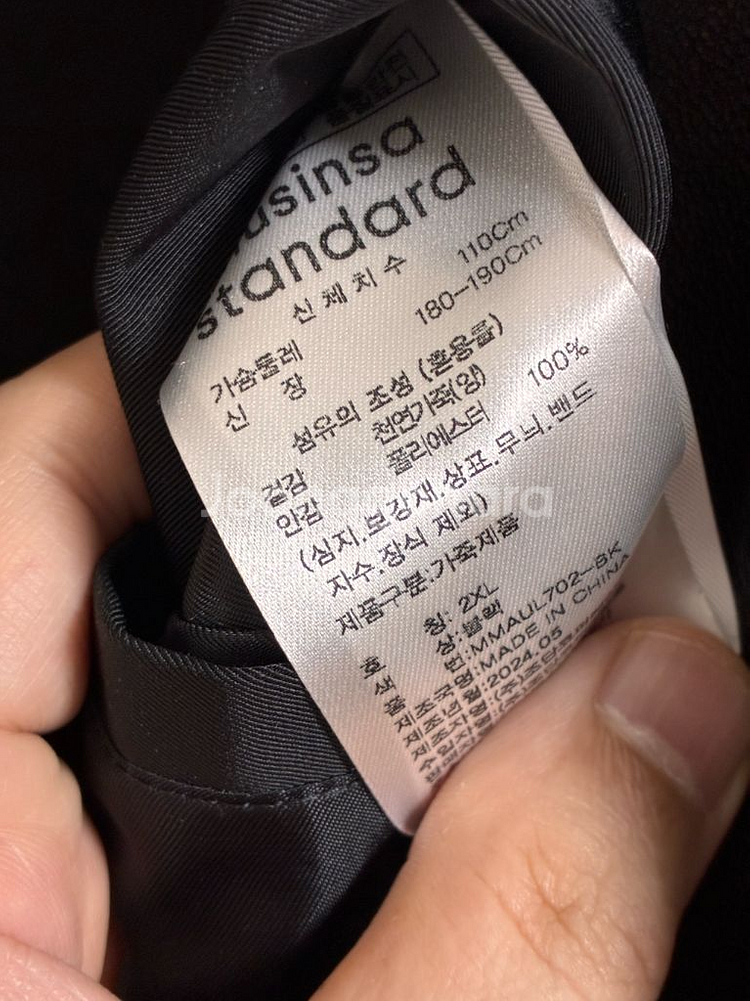 usinsa
standard
신체치수
가슴둘레 110Cm
신 장 180-190Cm
섬유의 조성 (혼용률)
겉감 천연가죽(양)
안감 폴리에스터 100%
(심지.보강재.상표.무늬.밴드
자수.장식 제외)
제품구분:가죽제품
호 칭: 2XL
색 상:블랙
품 번:MMAUL702-BK
제조국명:MADE IN CHINA
제조 2024.05